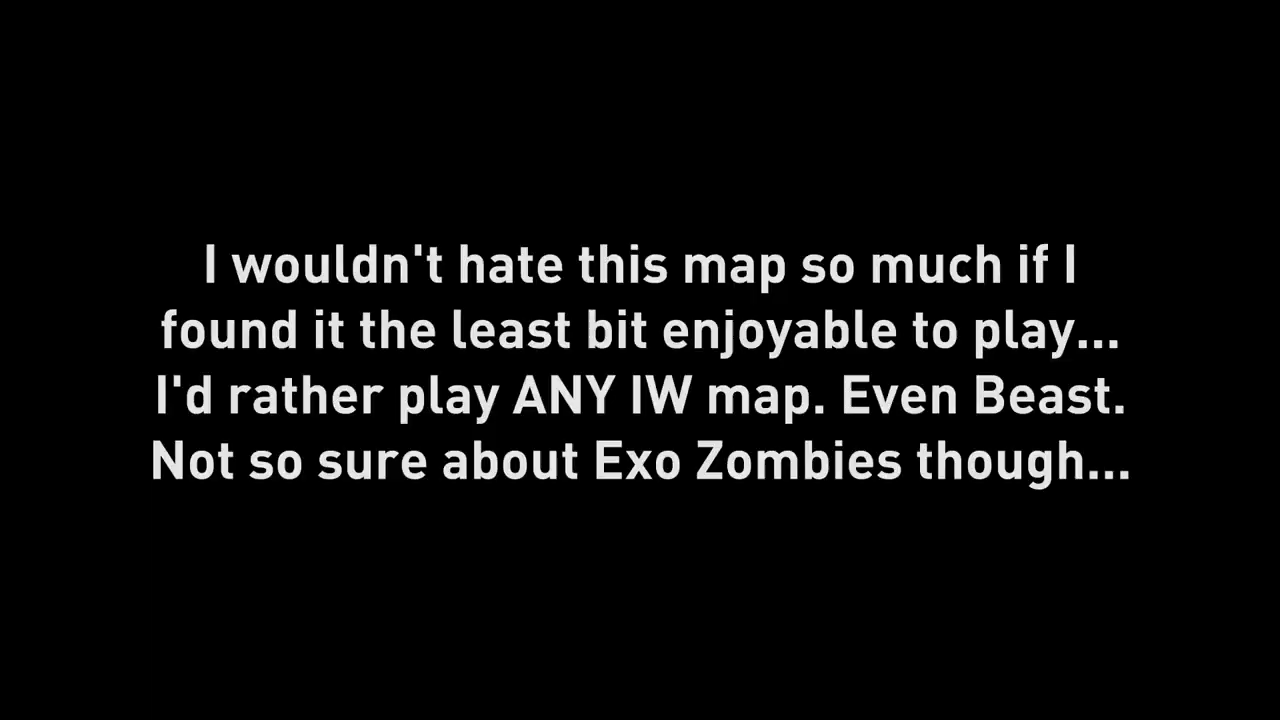 I wouldn't hate this map so much if I
found it the least bit enjoyable to play...
I'd rather play ANY IW map. Even Beast.
Not so sure about Exo Zombies though...